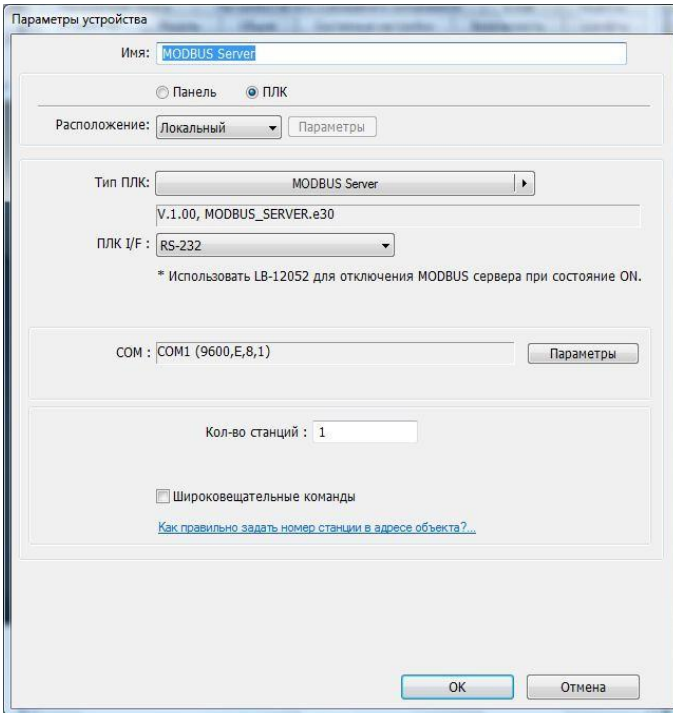 Параметры устройства
Имя: MODBUS Server
Панель ПЛК
Расположение: Локальный Параметры
Тип ПЛК: MODBUS Server
V.1.00, MODBUS_SERVER.e30
ПЛК I/F : RS-232
* Использовать LB-12052 для отключения MODBUS сервера при состояние ON.
COM : COM1 (9600,E,8,1) Параметры
Кол-во станций : 1
Широковещательные команды
Как правильно задать номер станции в адресе объекта?...
OK Отмена